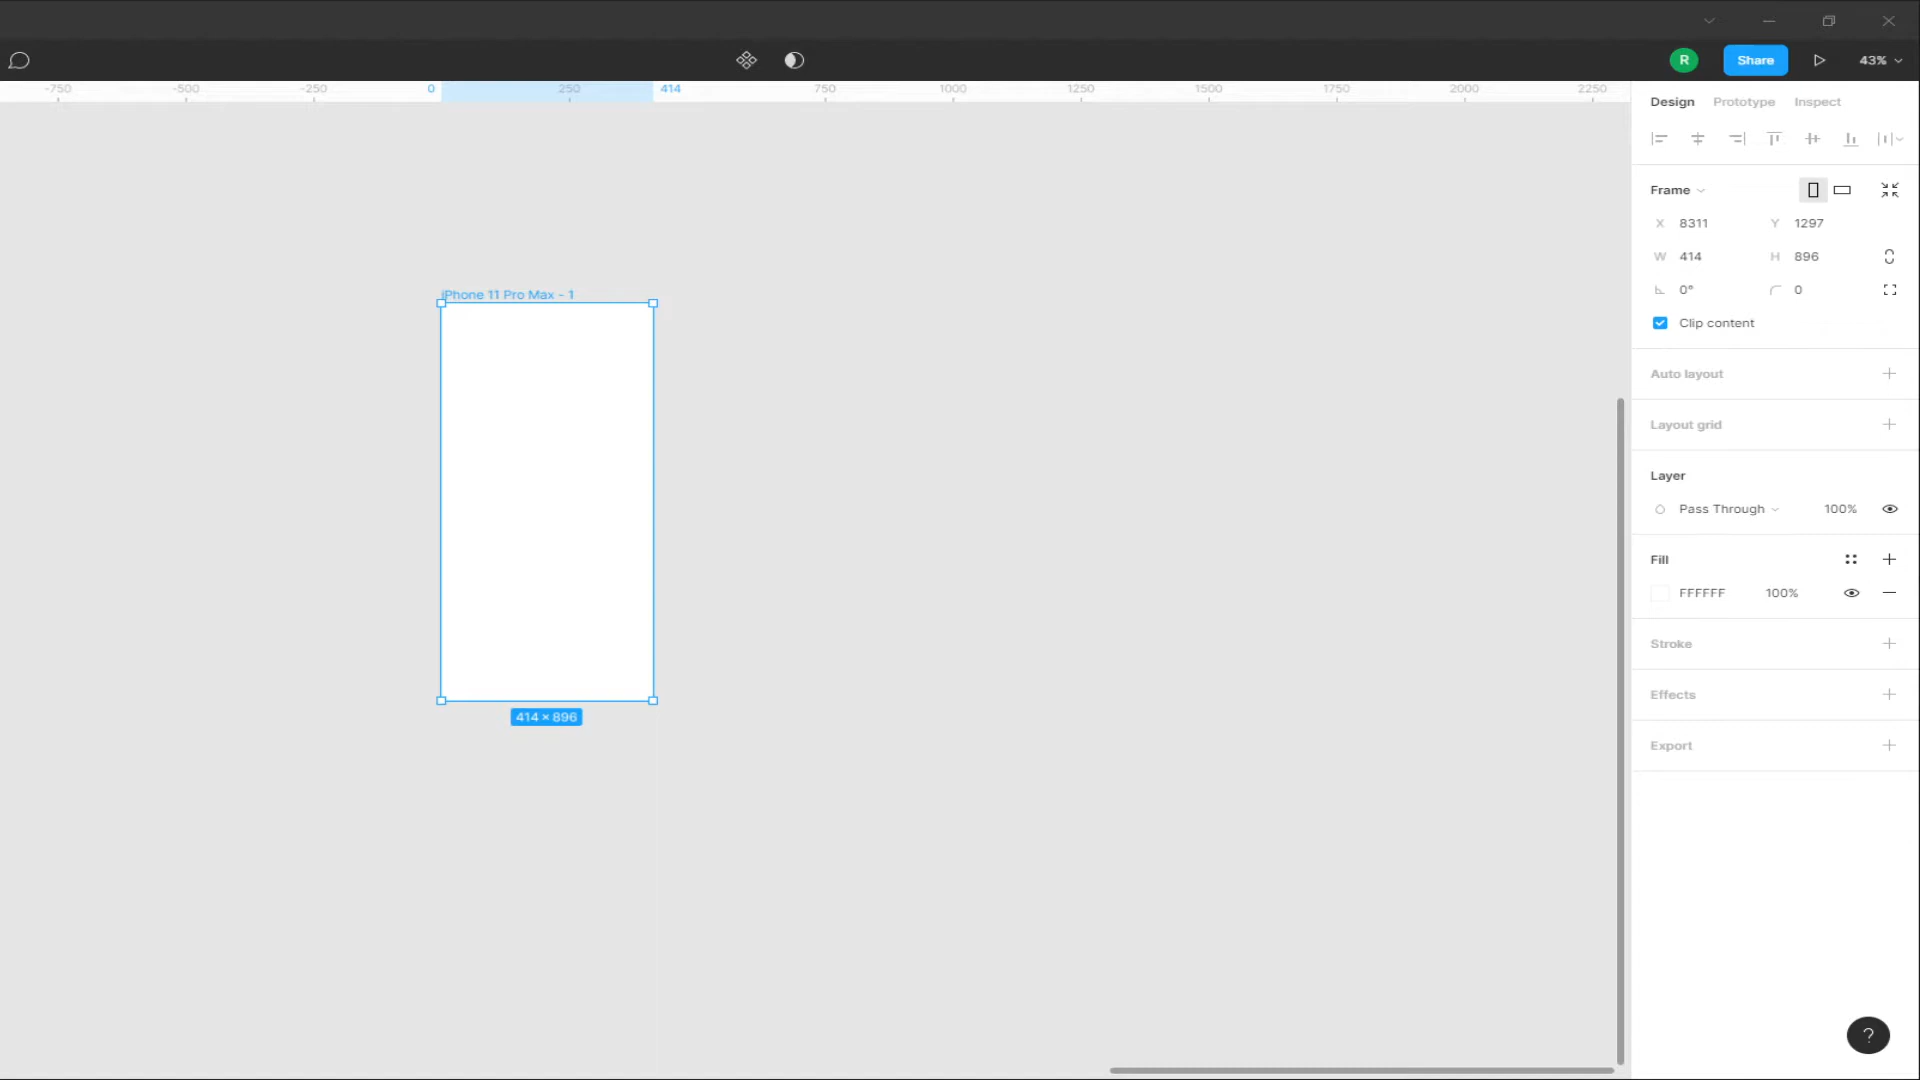 R
Share
43%
-750
-500
-250
0
250
414
750
1000
1250
1500
1750
2000
2250
Design Prototype Inspect
Frame
X 8311 Y 1297
W 414 H 896
0° 0
Clip content
Auto layout
Layout grid
Layer
Pass Through 100%
Fill
FFFFFF 100%
Stroke
Effects
Export
iPhone 11 Pro Max - 1
414 × 896
?